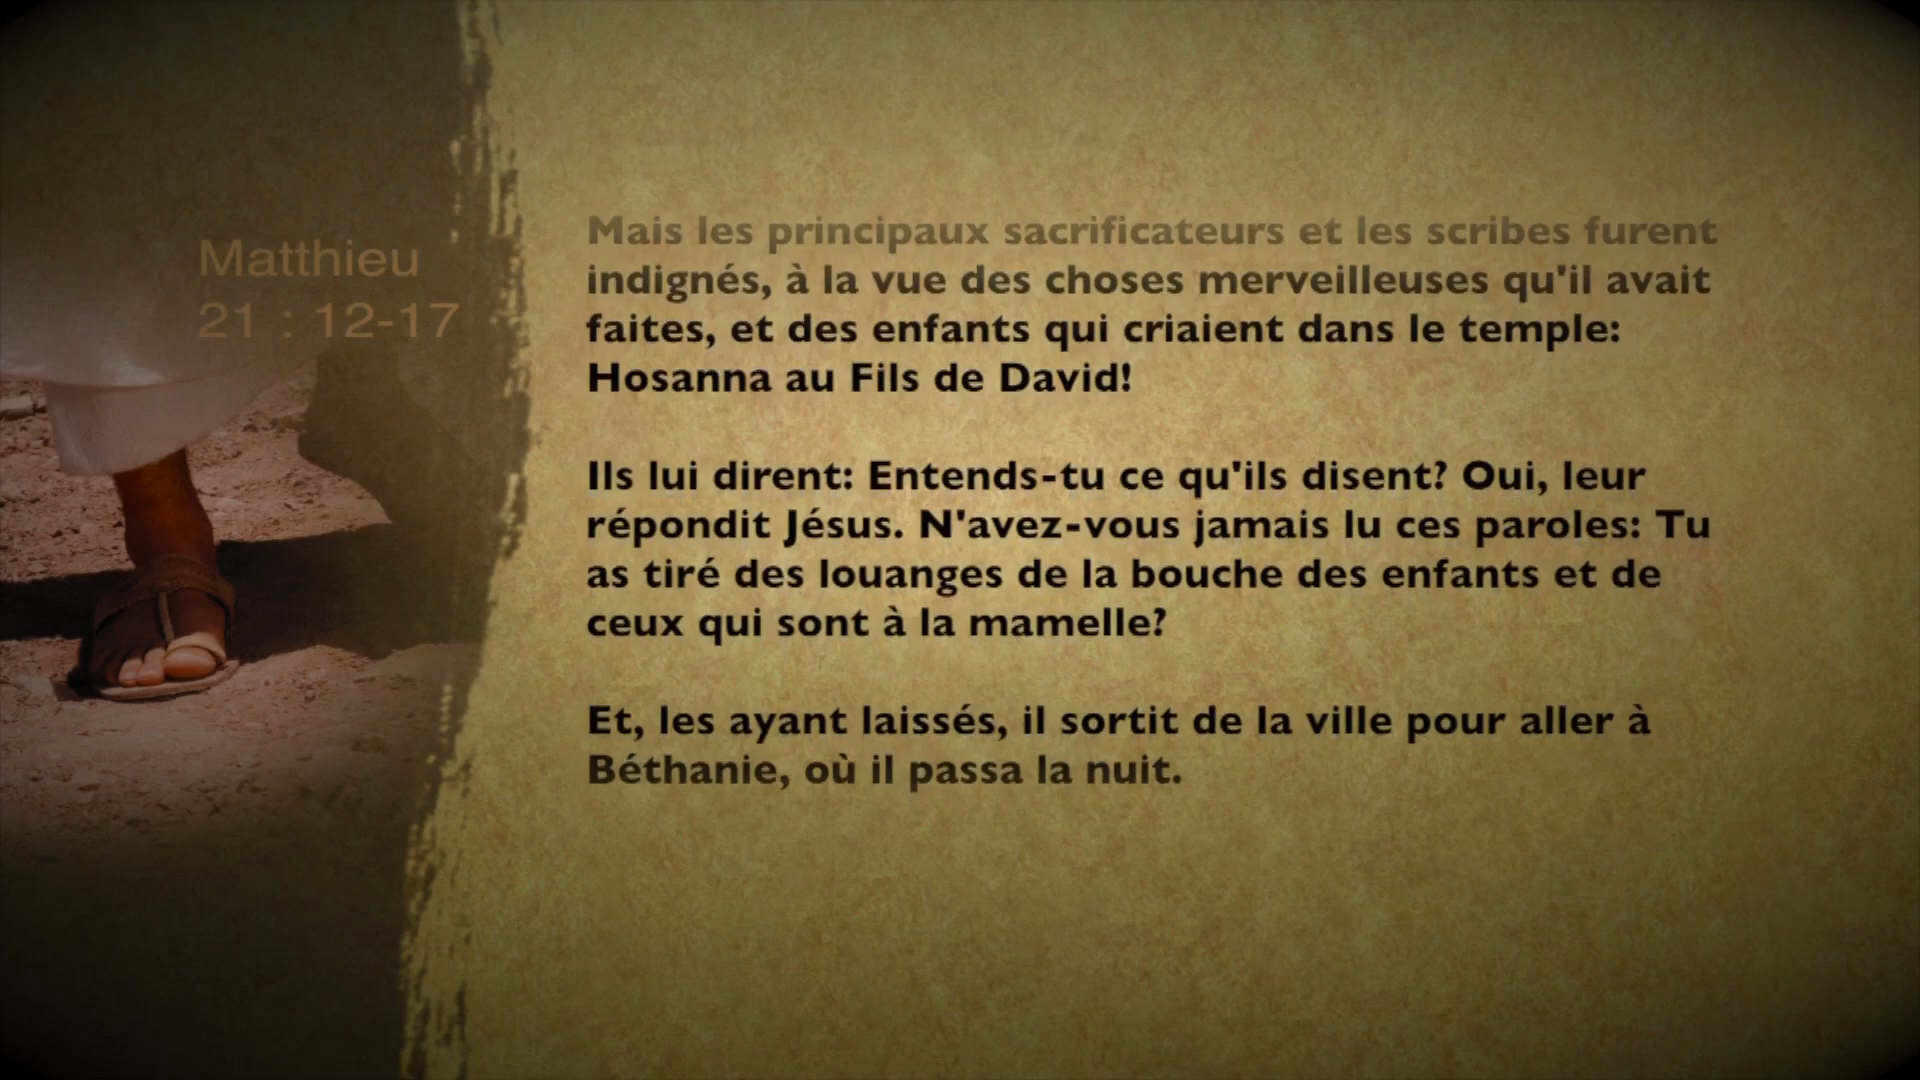 Matthieu
21 : 12-17
Mais les principaux sacrificateurs et les scribes furent
indignés, à la vue des choses merveilleuses qu'il avait
faites, et des enfants qui criaient dans le temple:
Hosanna au Fils de David!
Ils lui dirent: Entends-tu ce qu'ils disent? Oui, leur
répondit Jésus. N'avez-vous jamais lu ces paroles: Tu
as tiré des louanges de la bouche des enfants et de
ceux qui sont à la mamelle?
Et, les ayant laissés, il sortit de la ville pour aller à
Béthanie, où il passa la nuit.